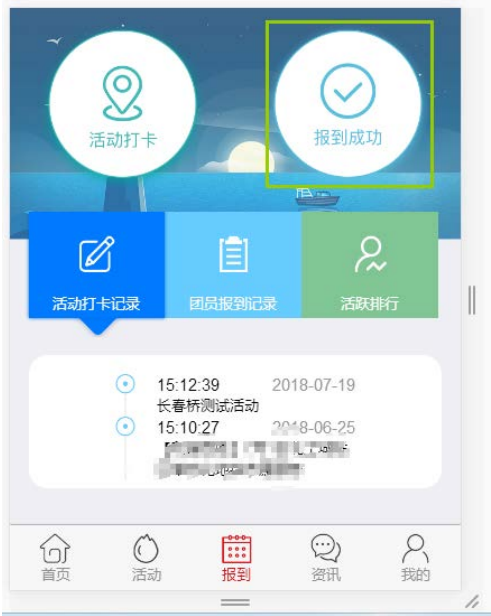 活动打卡
报到成功
活动打卡记录
团员报到记录
活跃排行
15:12:39 2018-07-19
长春桥测试活动
15:10:27 2018-06-25
首页
活动
报到
资讯
我的